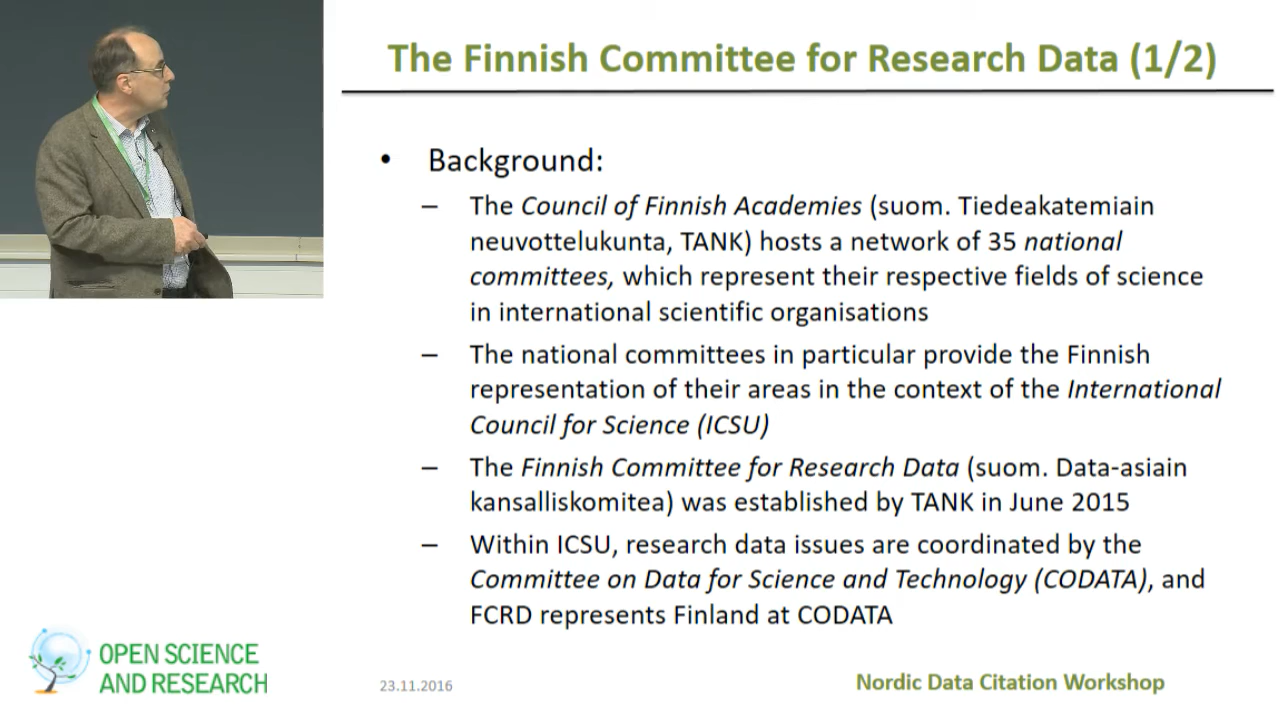 The Finnish Committee for Research Data (1/2)
• Background:
– The Council of Finnish Academies (suom. Tiedeakatemiain
neuvottelukunta, TANK) hosts a network of 35 national
committees, which represent their respective fields of science
in international scientific organisations
– The national committees in particular provide the Finnish
representation of their areas in the context of the International
Council for Science (ICSU)
– The Finnish Committee for Research Data (suom. Data-asiain
kansalliskomitea) was established by TANK in June 2015
– Within ICSU, research data issues are coordinated by the
Committee on Data for Science and Technology (CODATA), and
FCRD represents Finland at CODATA
OPEN SCIENCE
AND RESEARCH
23.11.2016
Nordic Data Citation Workshop